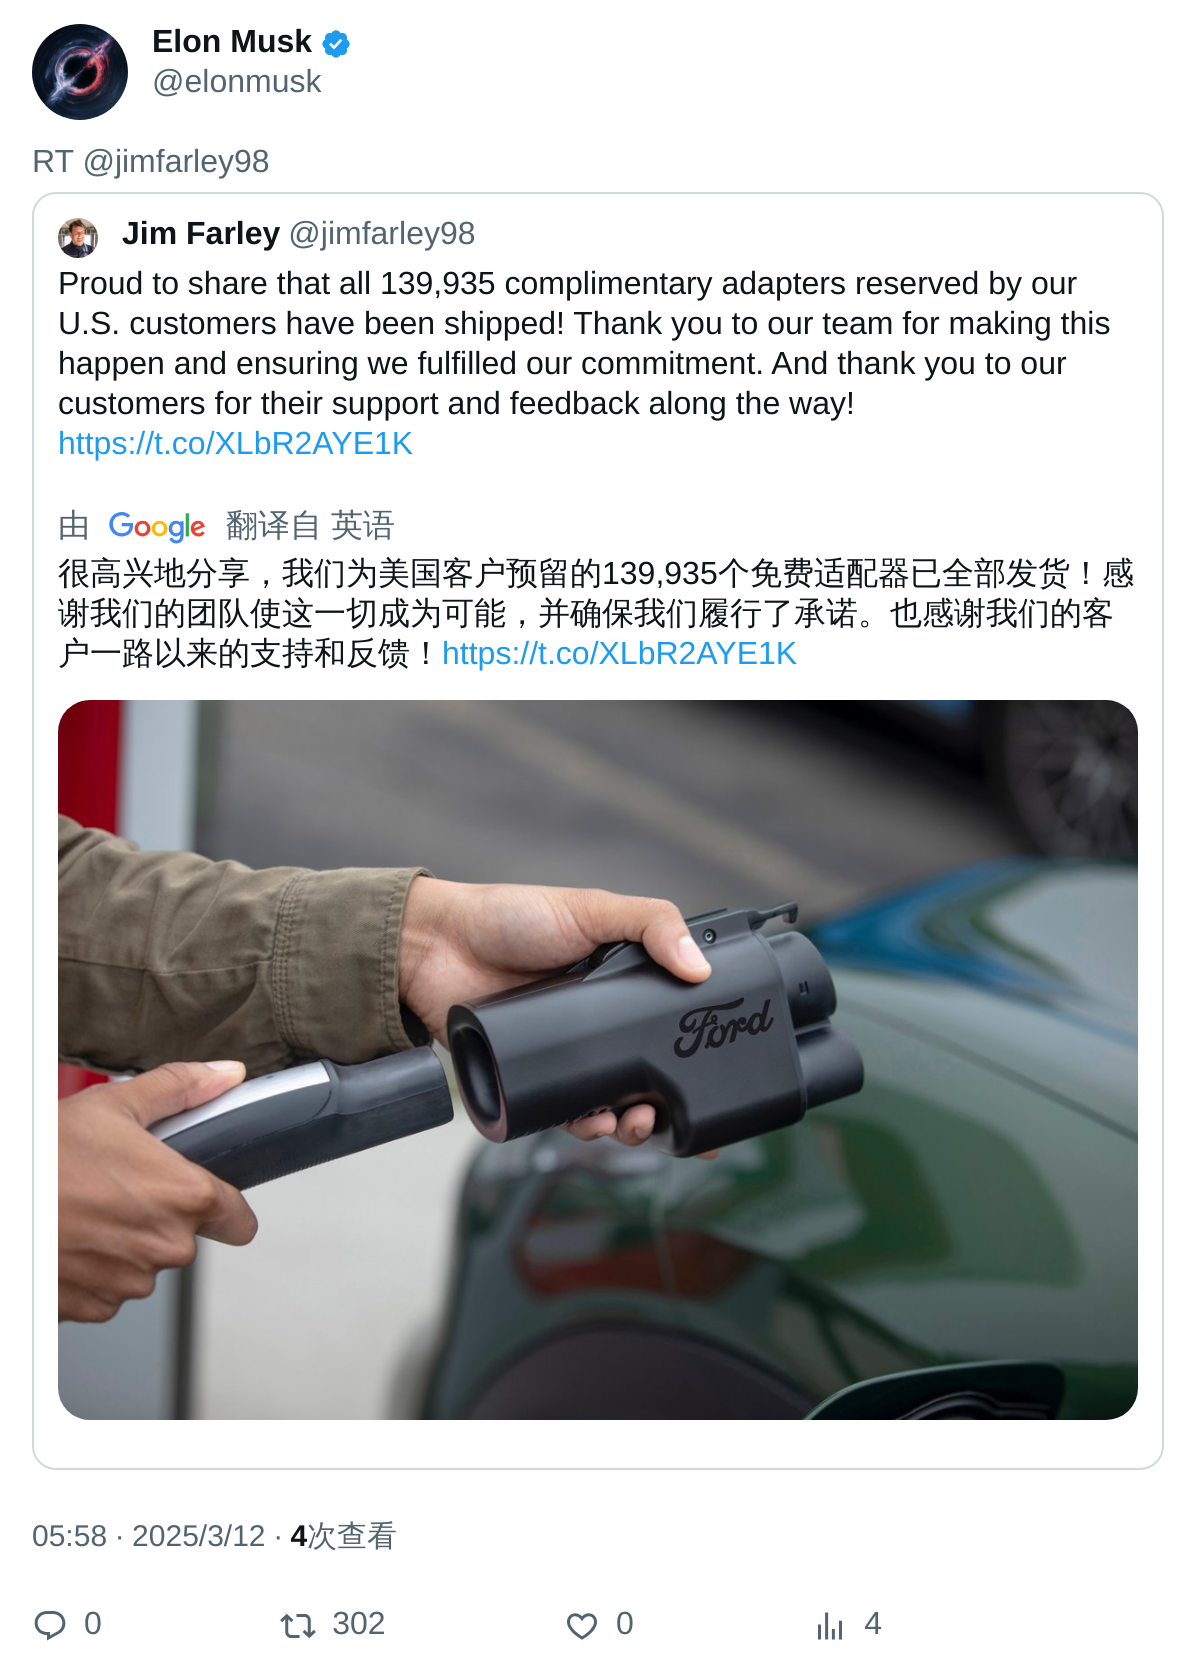 Elon Musk
@elonmusk
RT @jimfarley98
Jim Farley @jimfarley98
Proud to share that all 139,935 complimentary adapters reserved by our
U.S. customers have been shipped! Thank you to our team for making this
happen and ensuring we fulfilled our commitment. And thank you to our
customers for their support and feedback along the way!
https://t.co/XLbR2AYE1K
由 Google 翻译自 英语
很高兴地分享，我们为美国客户预留的139,935个免费适配器已全部发货！感
谢我们的团队使这一切成为可能，并确保我们履行了承诺。也感谢我们的客
户一路以来的支持和反馈！https://t.co/XLbR2AYE1K
Ford
05:58 · 2025/3/12 · 4次查看
0 302 0 4